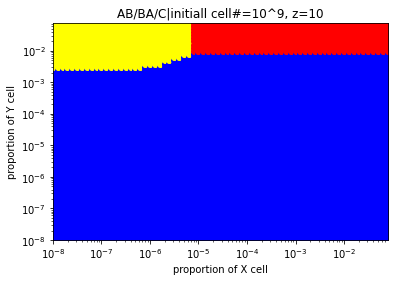 AB/BA/C|initiall cell#=10^9, z=10
proportion of Y cell
10⁻²
10⁻³
10⁻⁴
10⁻⁵
10⁻⁶
10⁻⁷
10⁻⁸
10⁻⁸ 10⁻⁷ 10⁻⁶ 10⁻⁵ 10⁻⁴ 10⁻³ 10⁻²
proportion of X cell